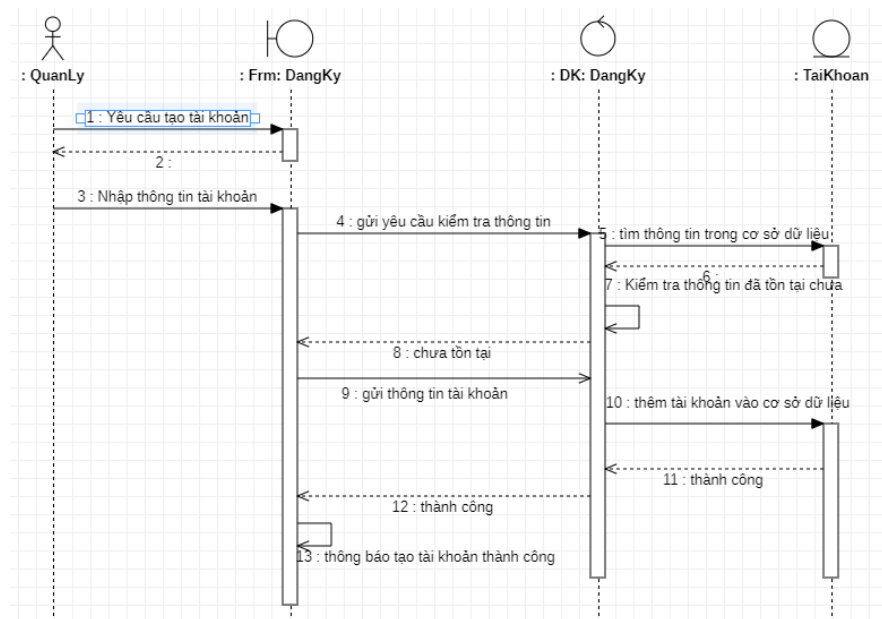 : QuanLy
: Frm: DangKy
: DK: DangKy
: TaiKhoan
1 : Yêu cầu tạo tài khoản
2 :
3 : Nhập thông tin tài khoản
4 : gửi yêu cầu kiểm tra thông tin
5 : tìm thông tin trong cơ sở dữ liệu
6 :
7 : Kiểm tra thông tin đã tồn tại chưa
8 : chưa tồn tại
9 : gửi thông tin tài khoản
10 : thêm tài khoản vào cơ sở dữ liệu
11 : thành công
12 : thành công
13 : thông báo tạo tài khoản thành công